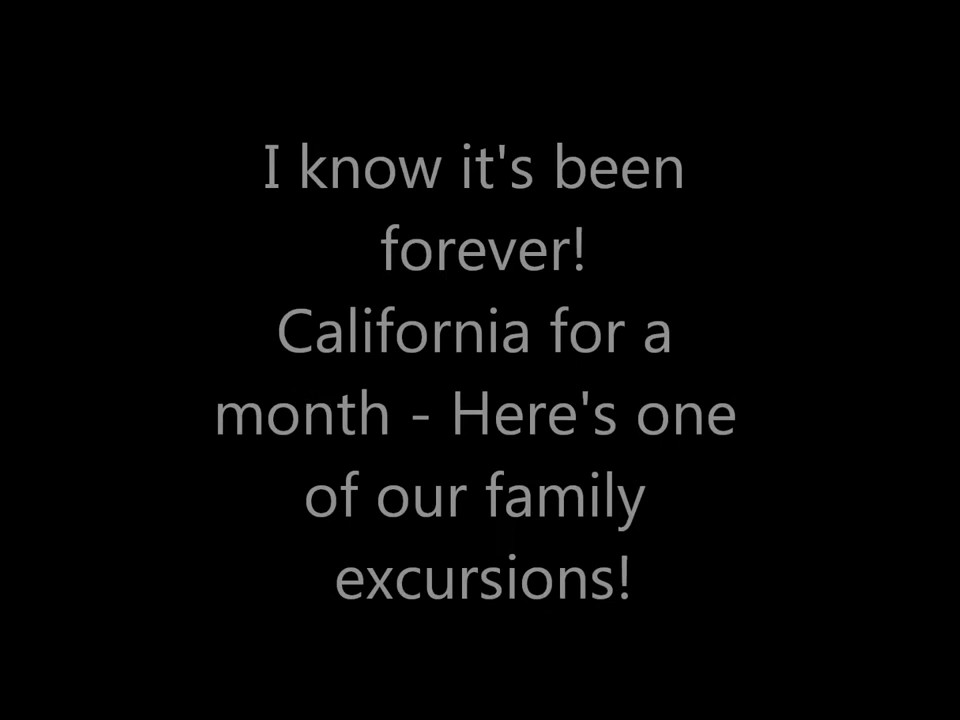 I know it's been
forever!
California for a
month - Here's one
of our family
excursions!